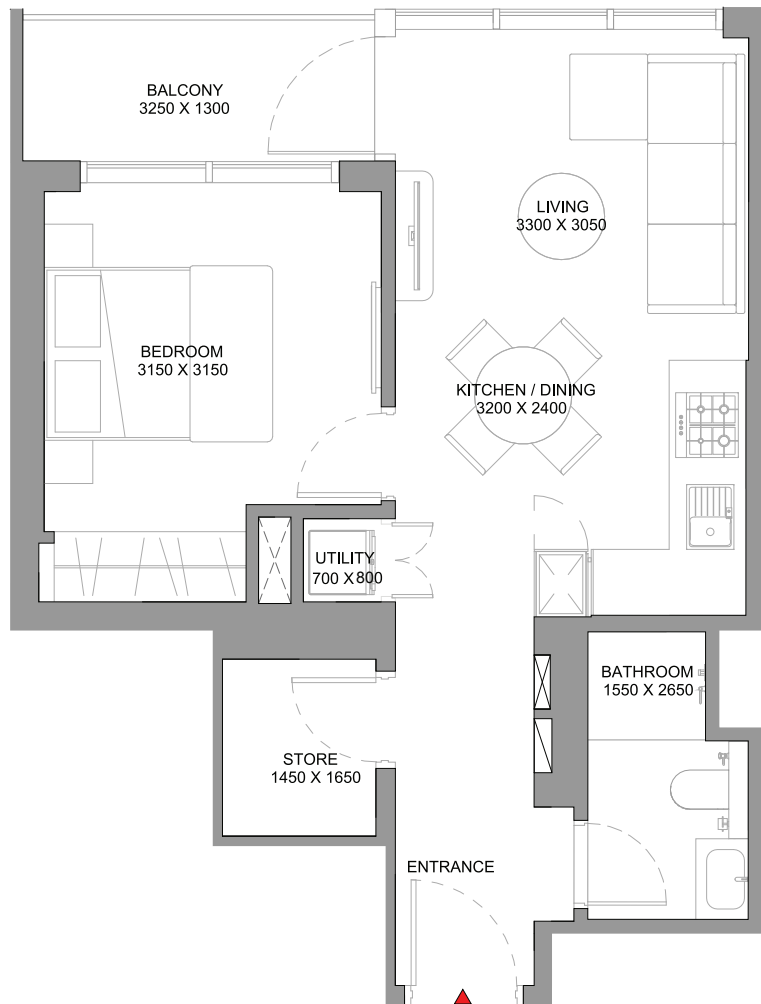 BALCONY
3250 X 1300
LIVING
3300 X 3050
BEDROOM
3150 X 3150
KITCHEN / DINING
3200 X 2400
UTILITY
700 X 800
BATHROOM
1550 X 2650
STORE
1450 X 1650
ENTRANCE